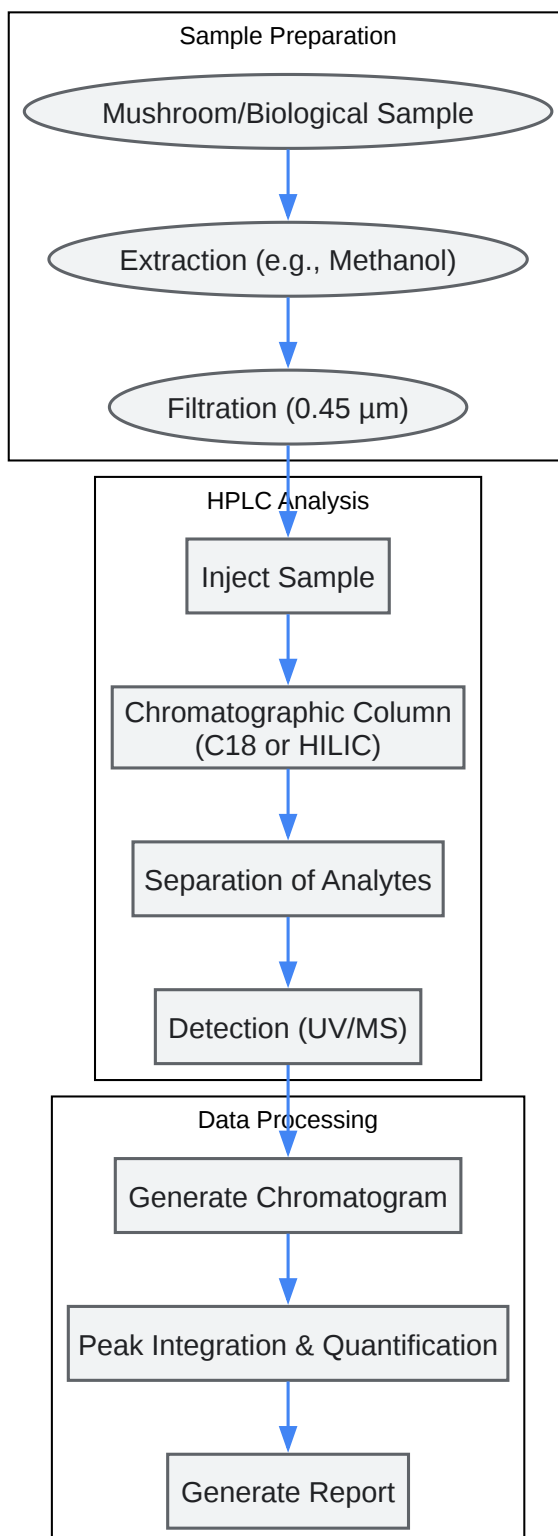 Sample Preparation
Mushroom/Biological Sample
Extraction (e.g., Methanol)
Filtration (0.45 µm)
HPLC Analysis
Inject Sample
Chromatographic Column
(C18 or HILIC)
Separation of Analytes
Detection (UV/MS)
Data Processing
Generate Chromatogram
Peak Integration & Quantification
Generate Report